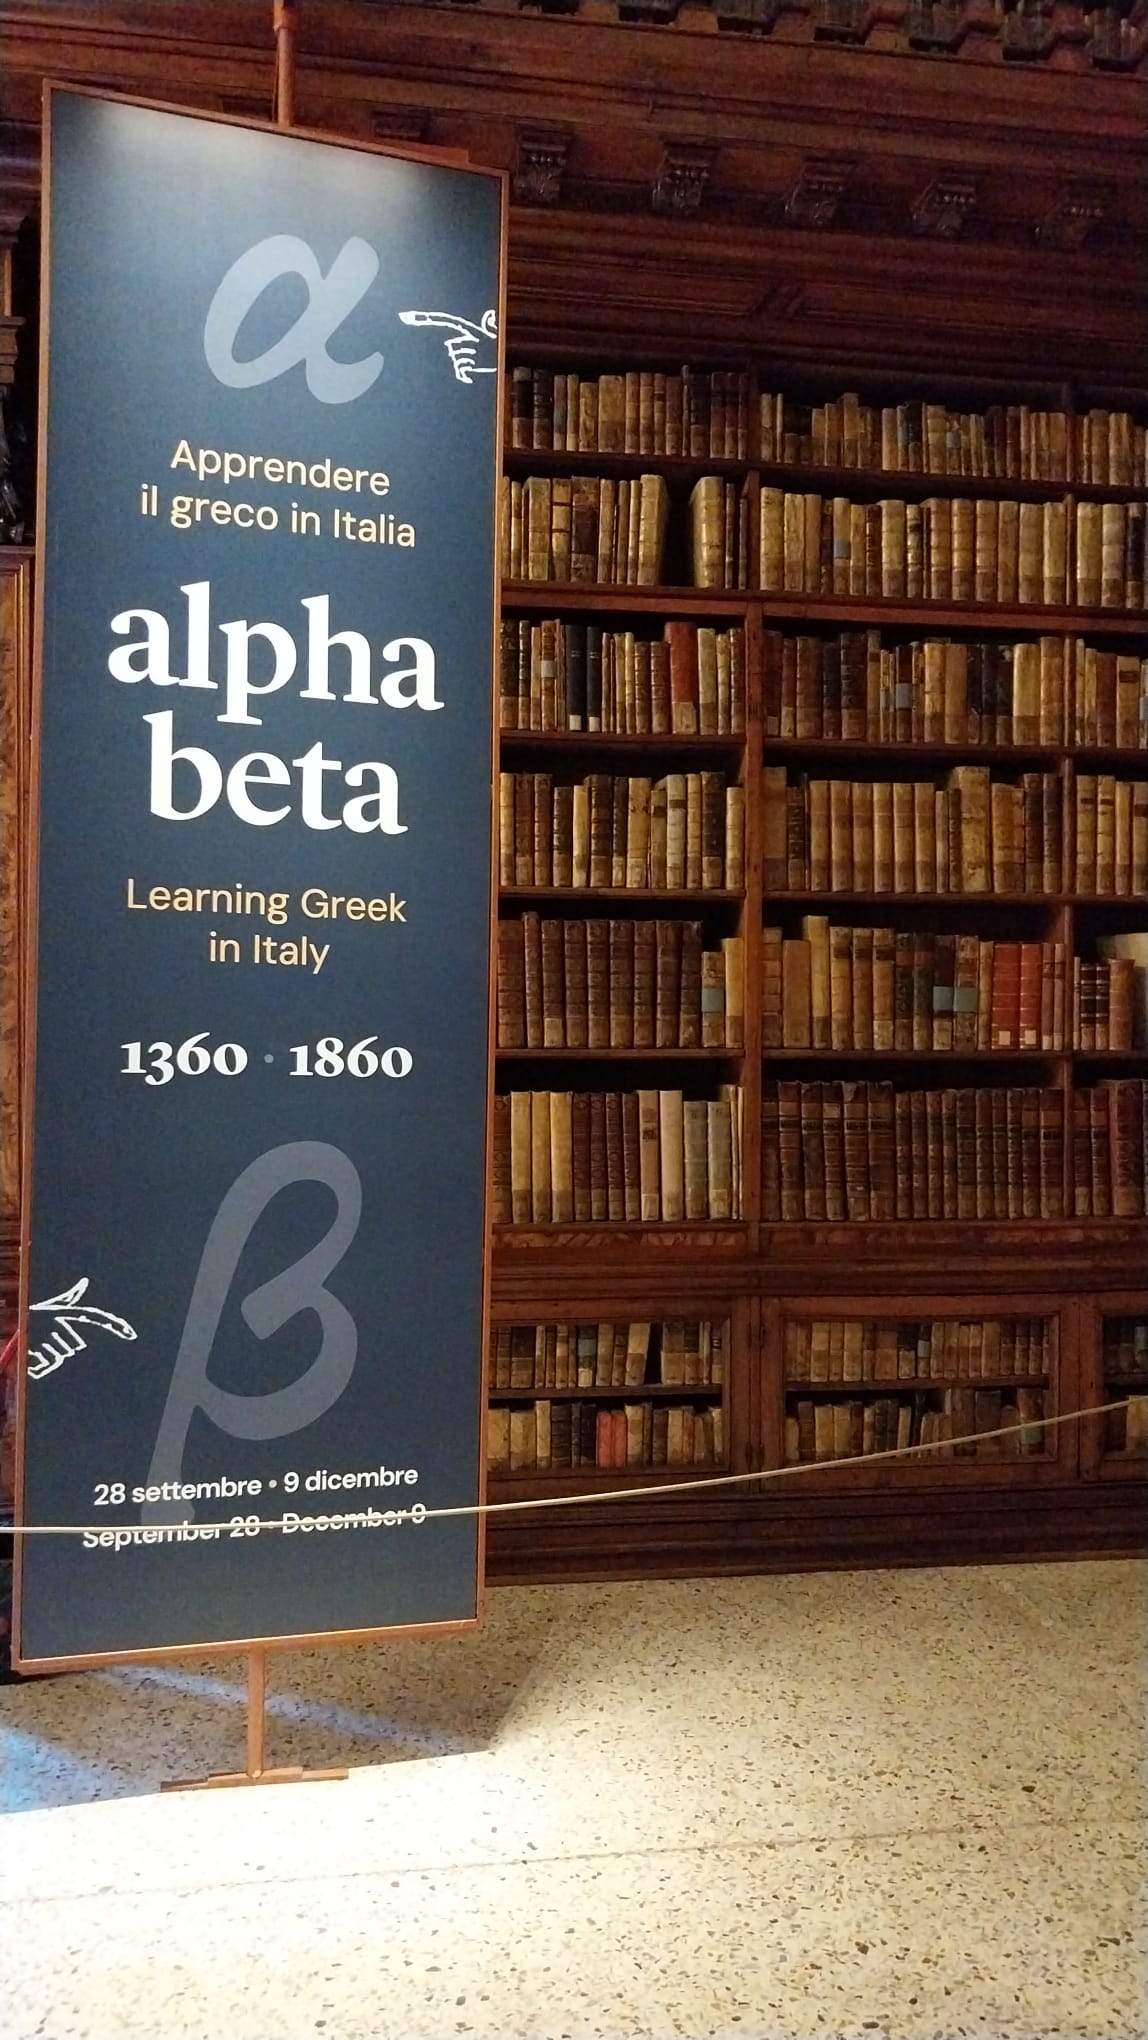 α
Apprendere
il greco in Italia
alpha
beta
Learning Greek
in Italy
1360 · 1860
β
28 settembre • 9 dicembre
September 28 • December 9